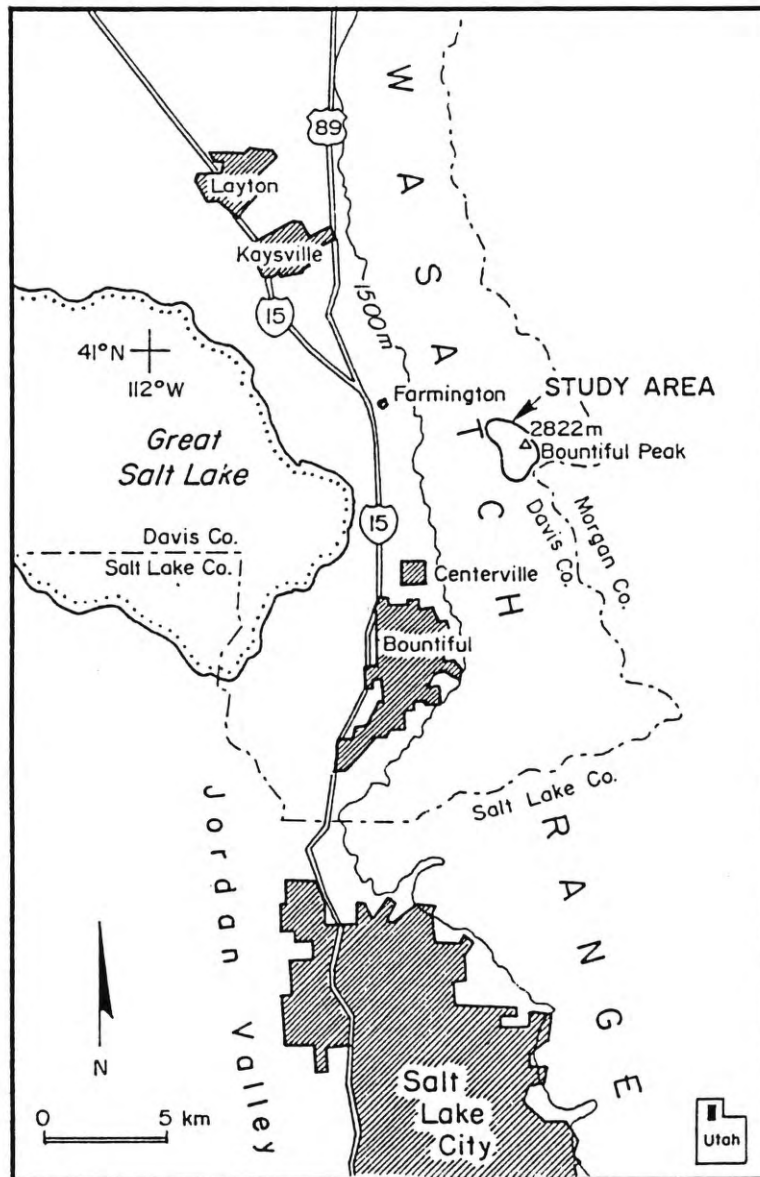 WASATCH
89
Layton
Kaysville
15
1500m
41°N
112°W
Farmington
STUDY AREA
2822m
Bountiful Peak
Great
Salt Lake
15
Davis Co.
Salt Lake Co.
Davis Co.
Morgan Co.
Centerville
Bountiful
Salt Lake Co.
RANGE
Jordan Valley
N
0 5 km
Salt
Lake
City
Utah